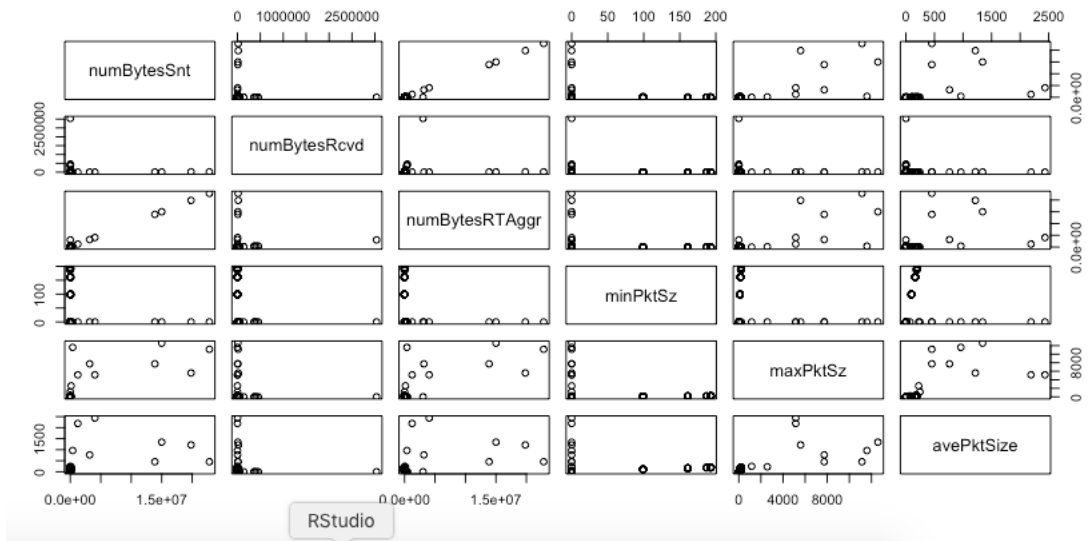 0 1000000 2500000
0 50 100 150 200
0 500 1500 2500
numBytesSnt
0.0e+00
0 2500000
numBytesRcvd
numBytesRTAggr
0.0e+00
0 100
minPktSz
maxPktSz
0 8000
0 1500
avePktSize
0.0e+00 1.5e+07
0.0e+00 1.5e+07
0 4000 8000
RStudio